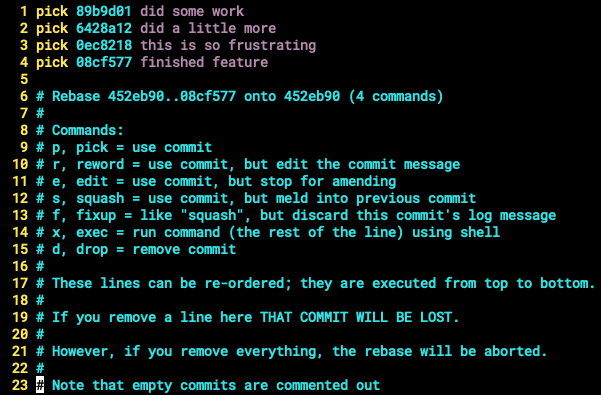 1 pick 89b9d01 did some work
2 pick 6428a12 did a little more
3 pick 0ec8218 this is so frustrating
4 pick 08cf577 finished feature
5
6 # Rebase 452eb90..08cf577 onto 452eb90 (4 commands)
7 #
8 # Commands:
9 # p, pick = use commit
10 # r, reword = use commit, but edit the commit message
11 # e, edit = use commit, but stop for amending
12 # s, squash = use commit, but meld into previous commit
13 # f, fixup = like "squash", but discard this commit's log message
14 # x, exec = run command (the rest of the line) using shell
15 # d, drop = remove commit
16 #
17 # These lines can be re-ordered; they are executed from top to bottom.
18 #
19 # If you remove a line here THAT COMMIT WILL BE LOST.
20 #
21 # However, if you remove everything, the rebase will be aborted.
22 #
23 # Note that empty commits are commented out